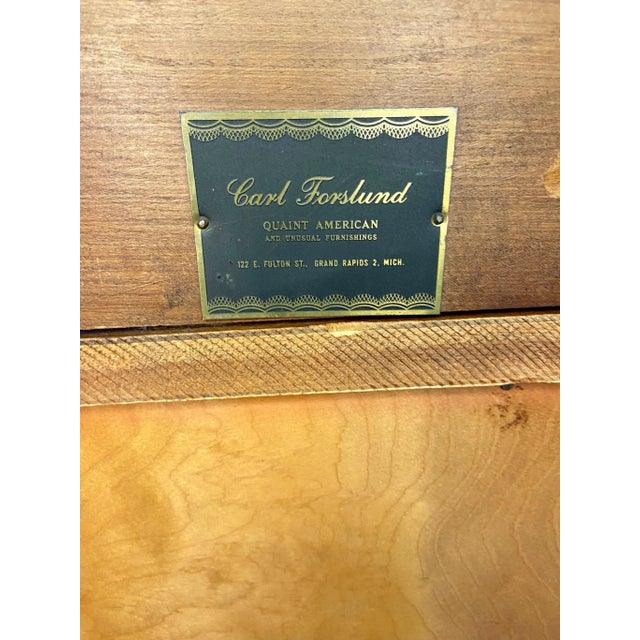 Carl Forslund
QUAINT AMERICAN
AND UNUSUAL FURNISHINGS
122 E. FULTON ST., GRAND RAPIDS 2, MICH.